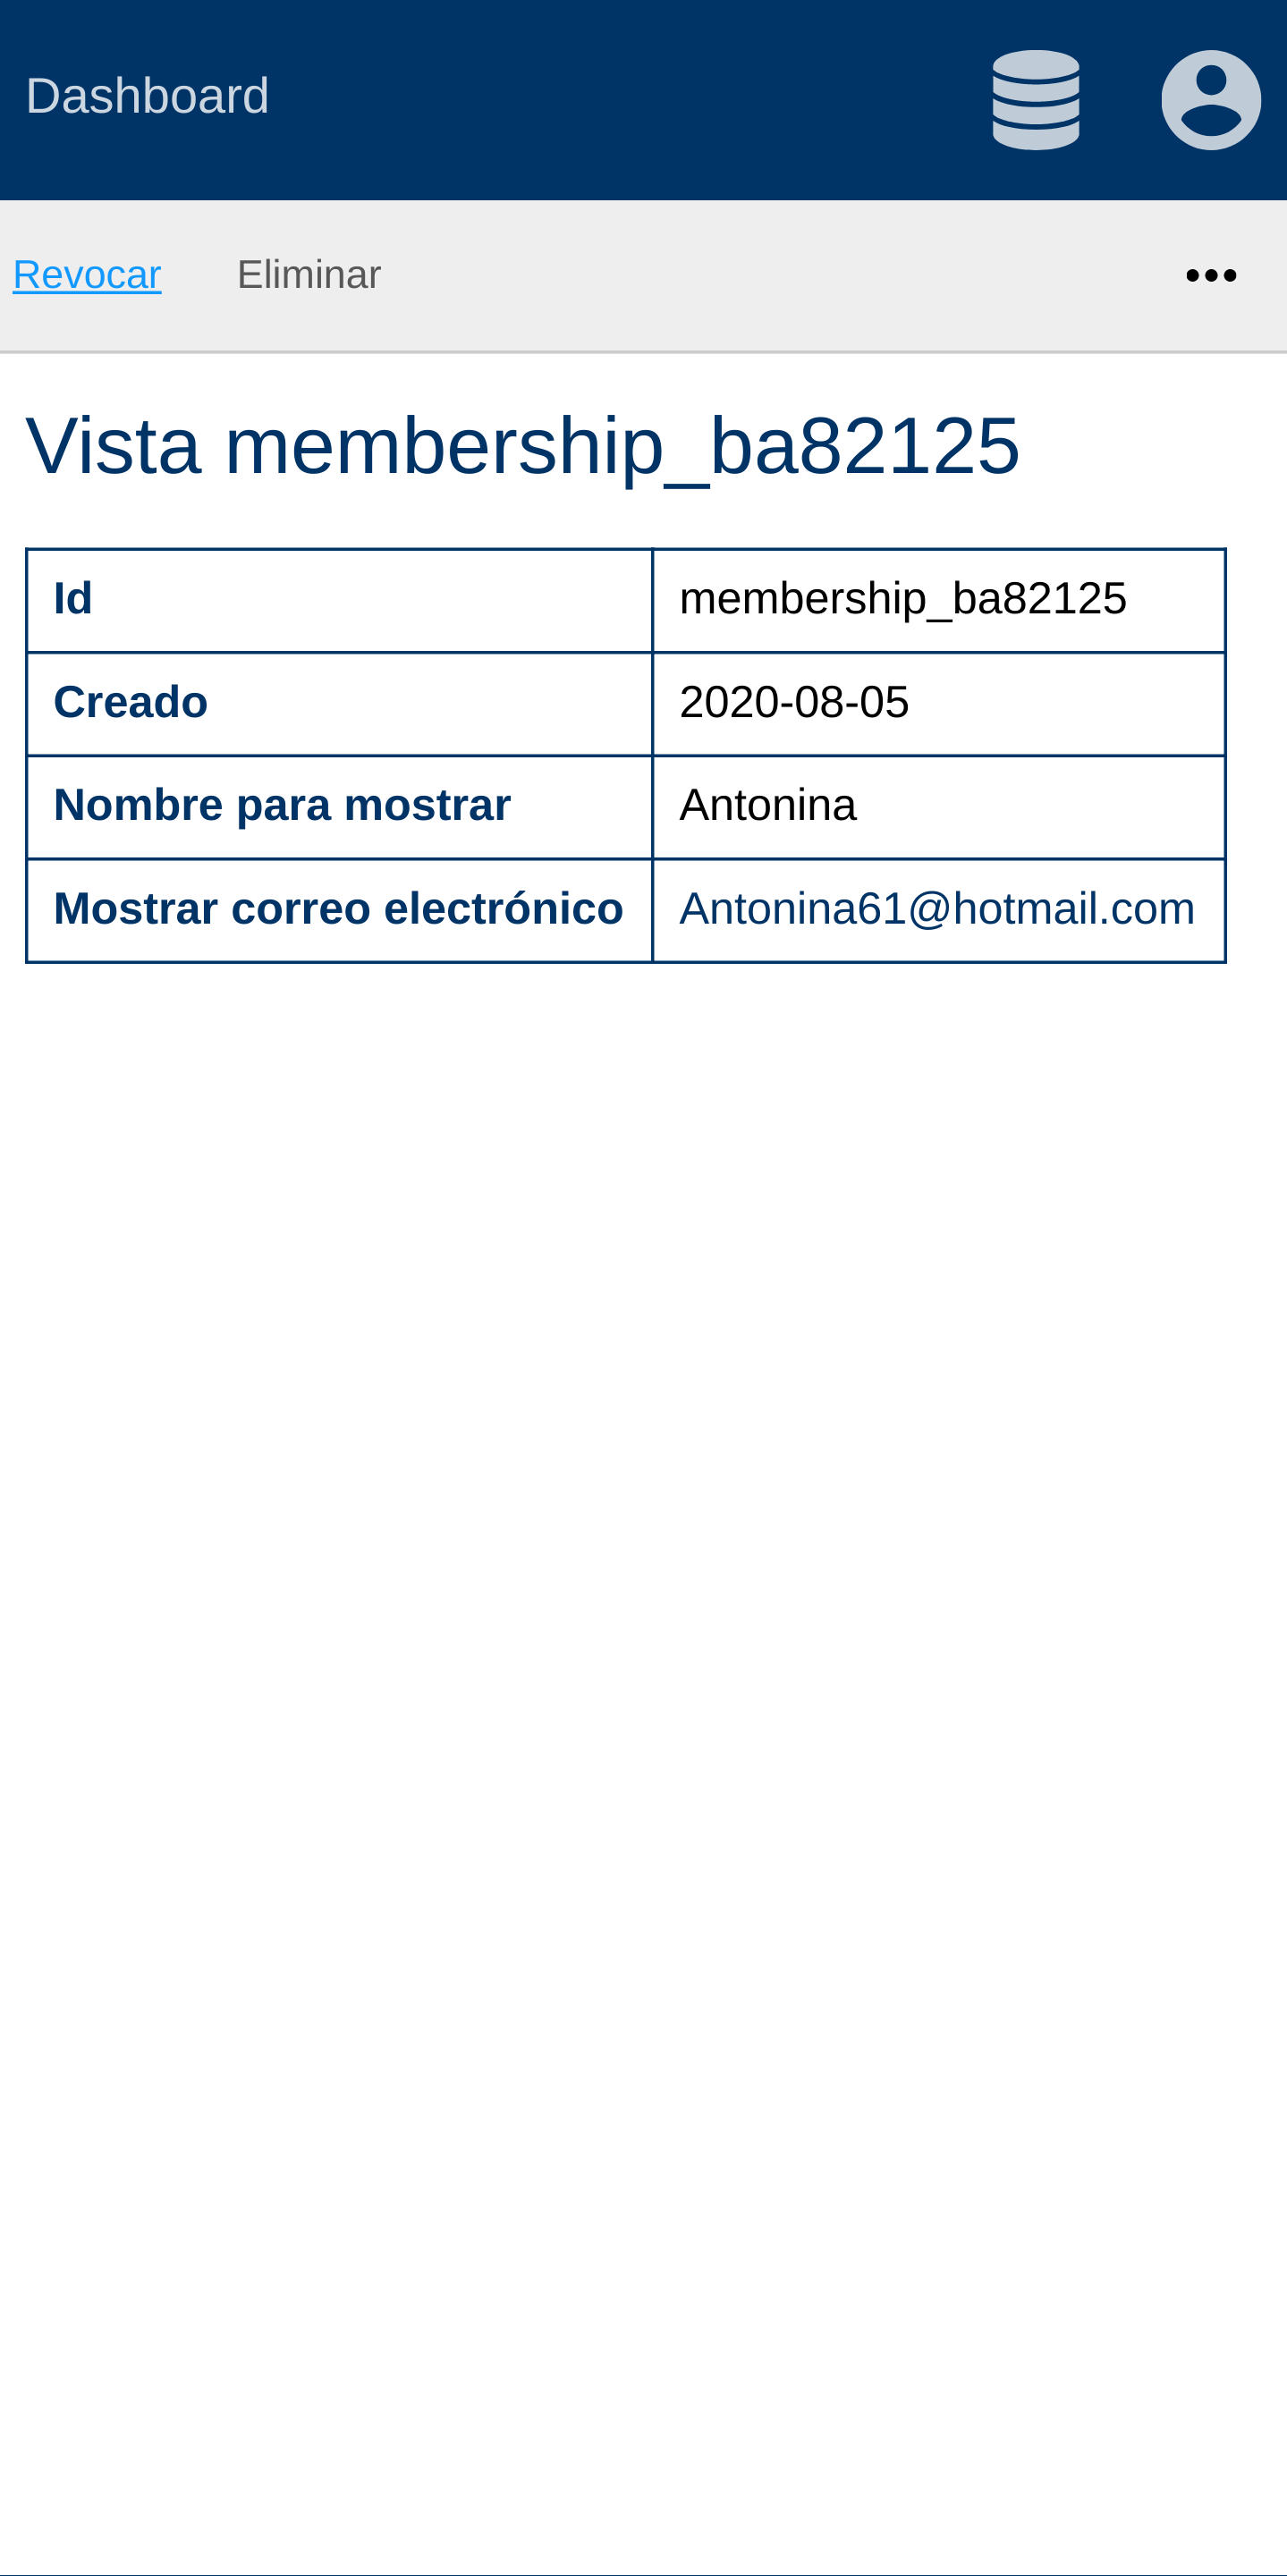 Dashboard
Revocar Eliminar
Vista membership_ba82125
Id membership_ba82125
Creado 2020-08-05
Nombre para mostrar Antonina
Mostrar correo electrónico Antonina61@hotmail.com